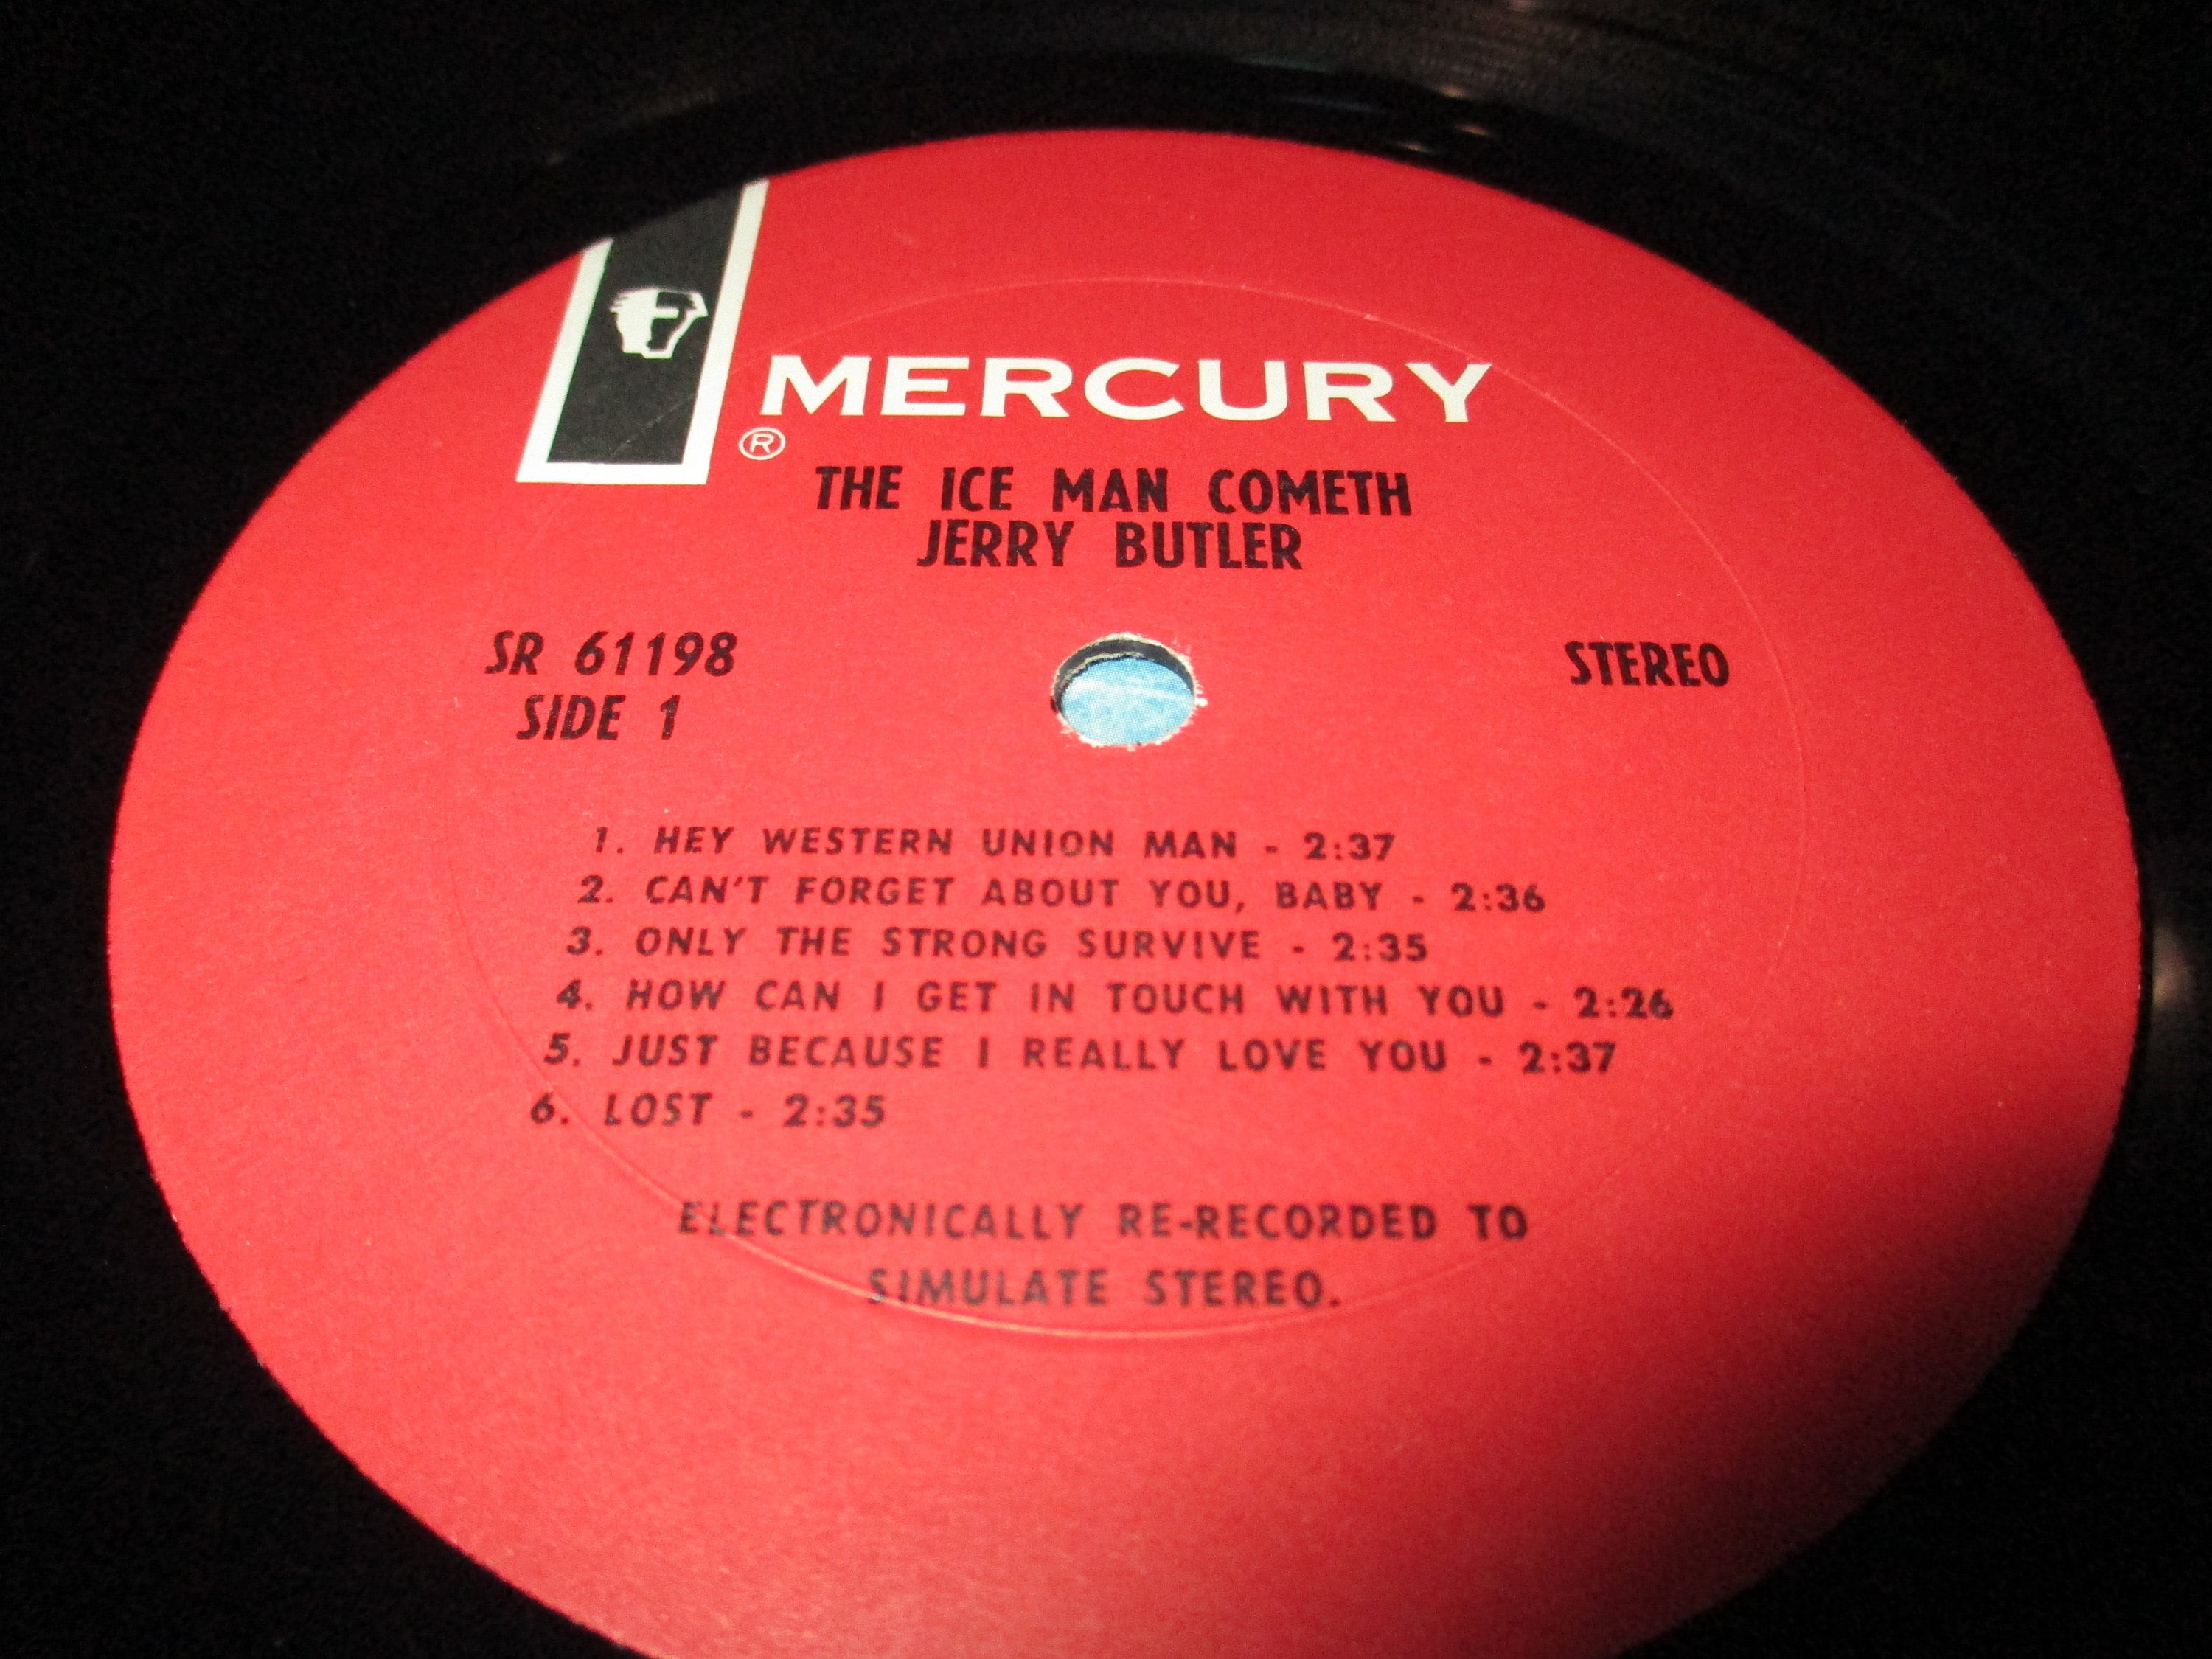 MERCURY
®
THE ICE MAN COMETH
JERRY BUTLER
SR 61198
SIDE 1
STEREO
1. HEY WESTERN UNION MAN - 2:37
2. CAN'T FORGET ABOUT YOU, BABY - 2:36
3. ONLY THE STRONG SURVIVE - 2:35
4. HOW CAN I GET IN TOUCH WITH YOU - 2:26
5. JUST BECAUSE I REALLY LOVE YOU - 2:37
6. LOST - 2:35
ELECTRONICALLY RE-RECORDED TO
SIMULATE STEREO.